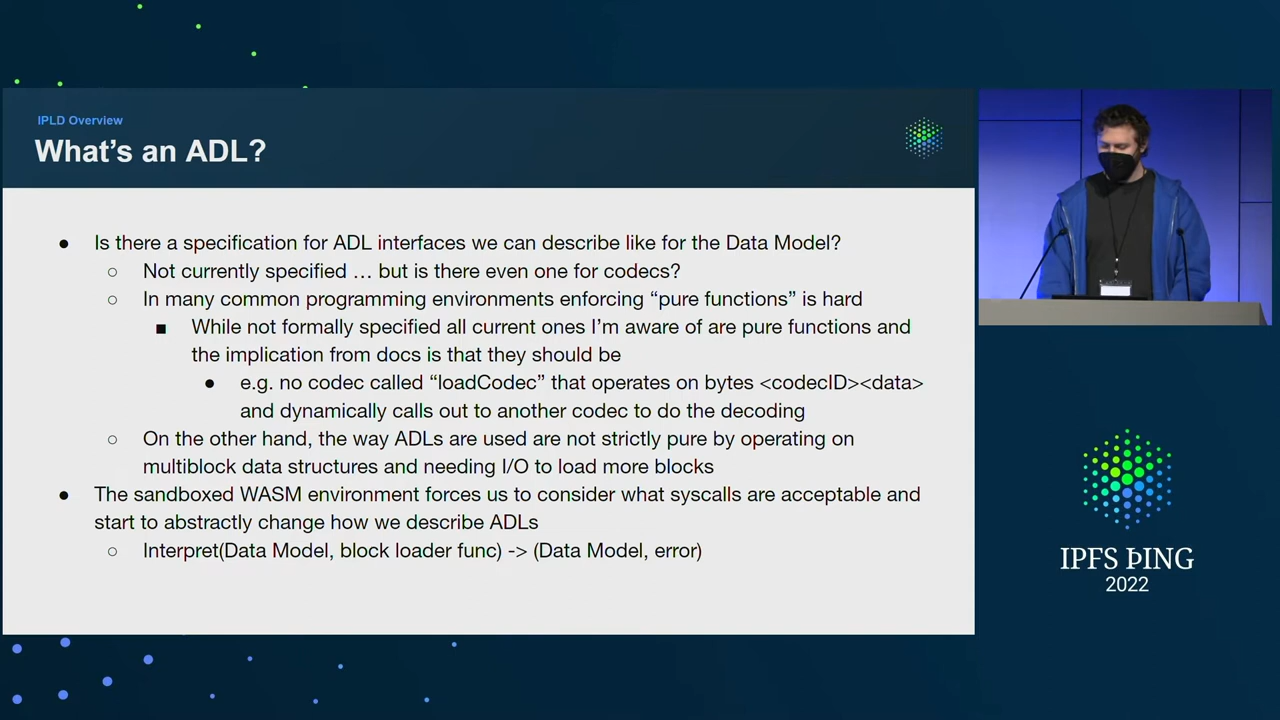 IPLD Overview
What's an ADL?
● Is there a specification for ADL interfaces we can describe like for the Data Model?
○ Not currently specified … but is there even one for codecs?
○ In many common programming environments enforcing “pure functions” is hard
■ While not formally specified all current ones I’m aware of are pure functions and
the implication from docs is that they should be
● e.g. no codec called “loadCodec” that operates on bytes <codecID><data>
and dynamically calls out to another codec to do the decoding
○ On the other hand, the way ADLs are used are not strictly pure by operating on
multiblock data structures and needing I/O to load more blocks
● The sandboxed WASM environment forces us to consider what syscalls are acceptable and
start to abstractly change how we describe ADLs
○ Interpret(Data Model, block loader func) -> (Data Model, error)
IPFS ÞING
2022